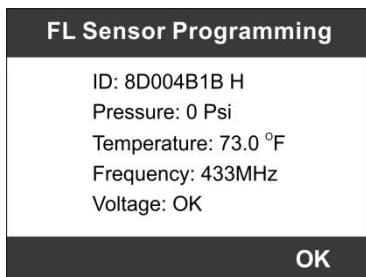 FL Sensor Programming
ID: 8D004B1B H
Pressure: 0 Psi
Temperature: 73.0 °F
Frequency: 433MHz
Voltage: OK
OK